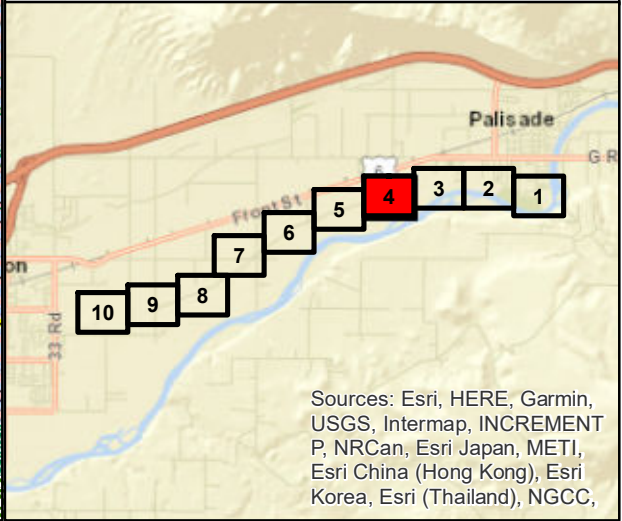 Palisade
G R
6
Front St
4
3
2
1
5
6
7
8
9
10
on
33 Rd
Sources: Esri, HERE, Garmin,
USGS, Intermap, INCREMENT
P, NRCan, Esri Japan, METI,
Esri China (Hong Kong), Esri
Korea, Esri (Thailand), NGCC,